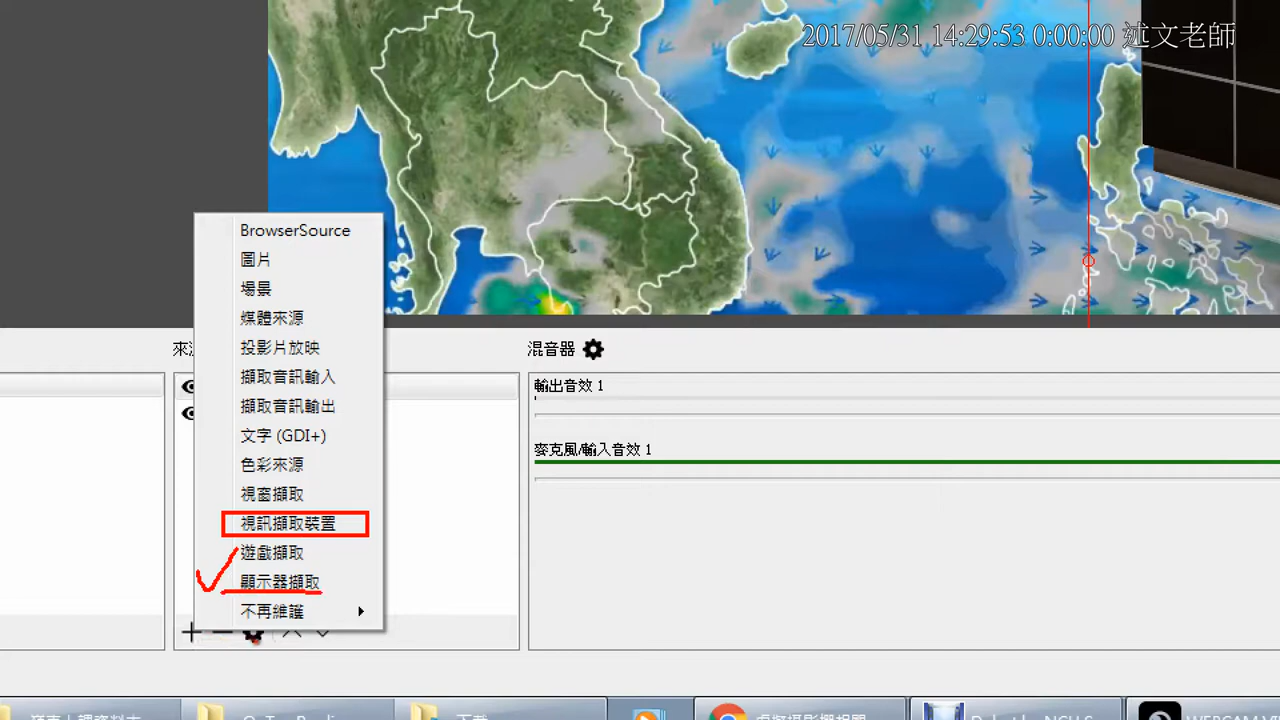 2017/05/31 14:29:53 0:00:00 述文老師
BrowserSource
圖片
場景
媒體來源
投影片放映
擷取音訊輸入
擷取音訊輸出
文字 (GDI+)
色彩來源
視窗擷取
視訊擷取裝置
遊戲擷取
顯示器擷取
不再維護
來
混音器
輸出音效 1
麥克風/輸入音效 1
下載